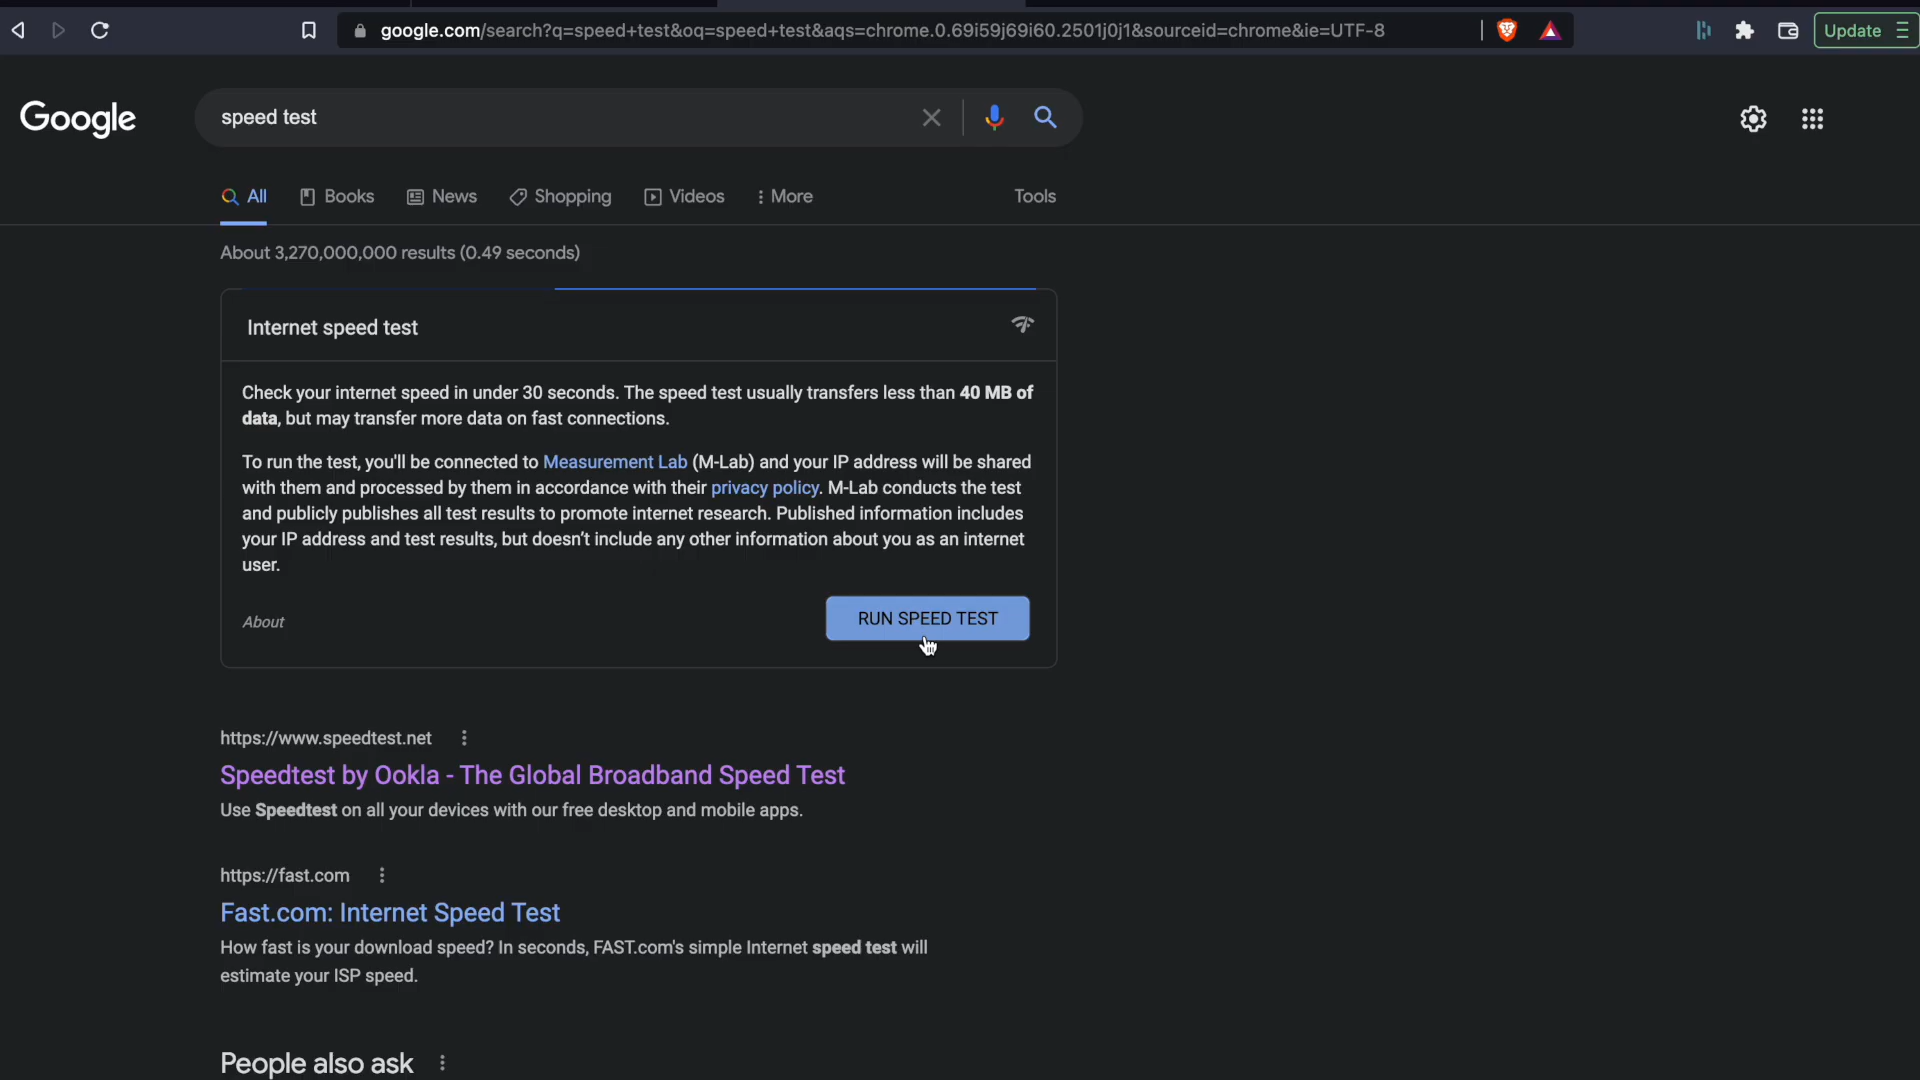 google.com/search?q=speed+test&oq=speed+test&aqs=chrome.0.69i59j69i60.2501j0j1&sourceid=chrome&ie=UTF-8
Update
Google
speed test
All
Books
News
Shopping
Videos
More
Tools
About 3,270,000,000 results (0.49 seconds)
Internet speed test
Check your internet speed in under 30 seconds. The speed test usually transfers less than 40 MB of
data, but may transfer more data on fast connections.
To run the test, you'll be connected to Measurement Lab (M-Lab) and your IP address will be shared
with them and processed by them in accordance with their privacy policy. M-Lab conducts the test
and publicly publishes all test results to promote internet research. Published information includes
your IP address and test results, but doesn't include any other information about you as an internet
user.
About
RUN SPEED TEST
https://www.speedtest.net
Speedtest by Ookla - The Global Broadband Speed Test
Use Speedtest on all your devices with our free desktop and mobile apps.
https://fast.com
Fast.com: Internet Speed Test
How fast is your download speed? In seconds, FAST.com's simple Internet speed test will
estimate your ISP speed.
People also ask